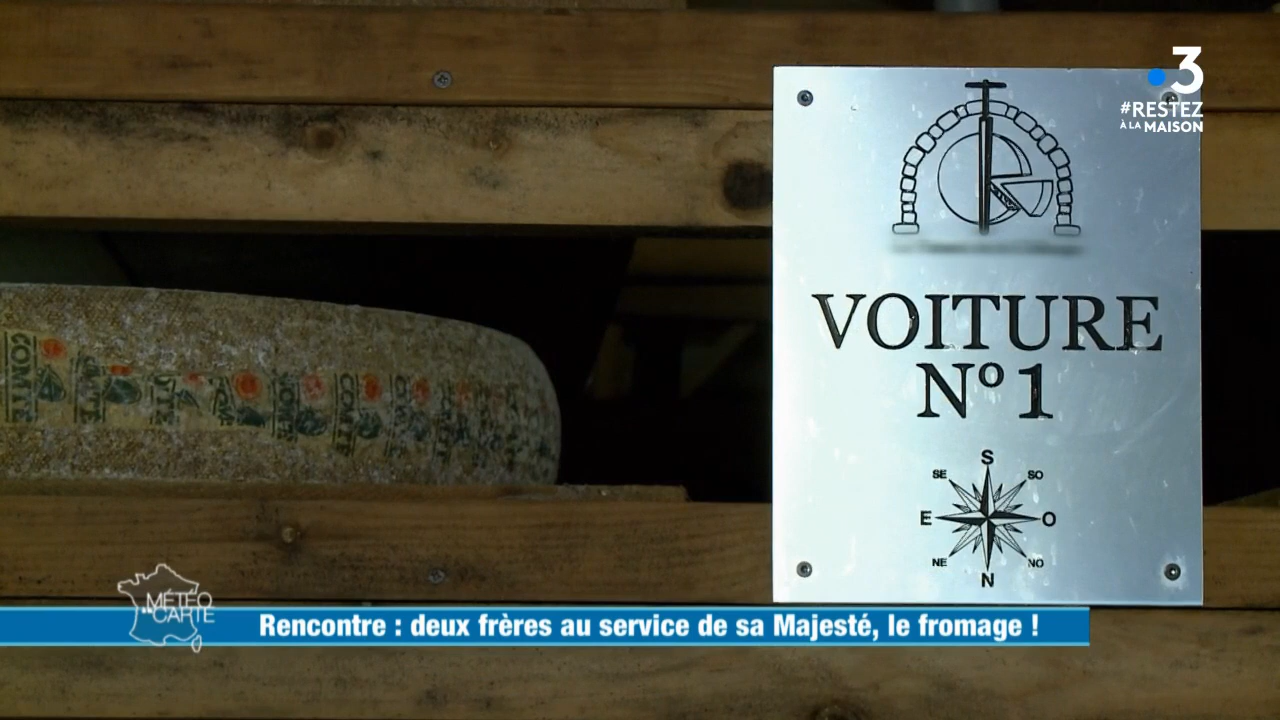 3
#RESTEZ
À LA MAISON
VOITURE
Nº 1
S
SE
SO
E
O
NE
NO
N
COMTÉ
COMTÉ
MÉTÉO
À LA CARTE
Rencontre : deux frères au service de sa Majesté, le fromage !